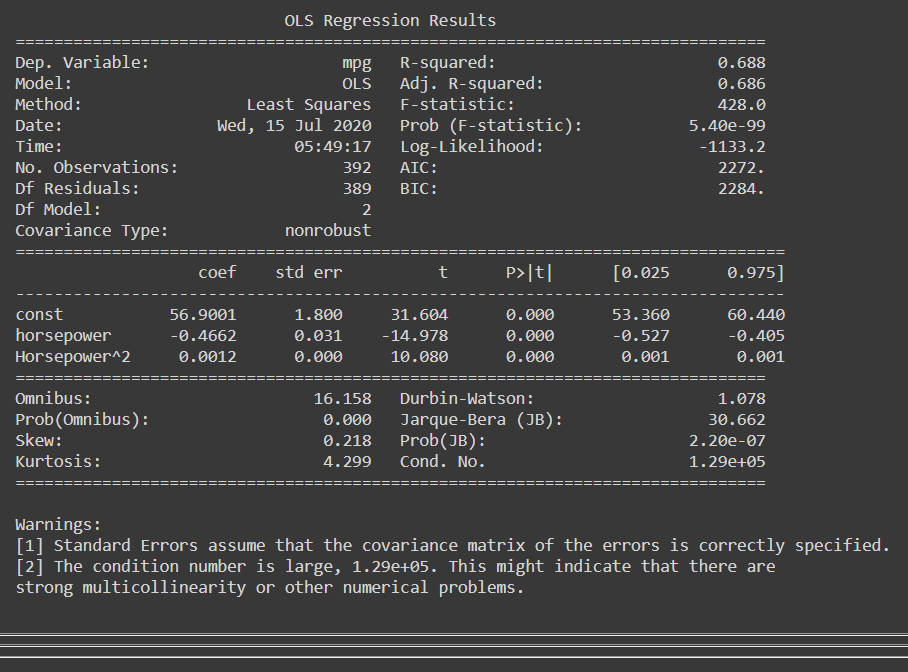 OLS Regression Results
==============================================================================
Dep. Variable: mpg R-squared: 0.688
Model: OLS Adj. R-squared: 0.686
Method: Least Squares F-statistic: 428.0
Date: Wed, 15 Jul 2020 Prob (F-statistic): 5.40e-99
Time: 05:49:17 Log-Likelihood: -1133.2
No. Observations: 392 AIC: 2272.
Df Residuals: 389 BIC: 2284.
Df Model: 2
Covariance Type: nonrobust
================================================================================
coef std err t P>|t| [0.025 0.975]
--------------------------------------------------------------------------------
const 56.9001 1.800 31.604 0.000 53.360 60.440
horsepower -0.4662 0.031 -14.978 0.000 -0.527 -0.405
Horsepower^2 0.0012 0.000 10.080 0.000 0.001 0.001
==============================================================================
Omnibus: 16.158 Durbin-Watson: 1.078
Prob(Omnibus): 0.000 Jarque-Bera (JB): 30.662
Skew: 0.218 Prob(JB): 2.20e-07
Kurtosis: 4.299 Cond. No. 1.29e+05
==============================================================================
Warnings:
[1] Standard Errors assume that the covariance matrix of the errors is correctly specified.
[2] The condition number is large, 1.29e+05. This might indicate that there are
strong multicollinearity or other numerical problems.